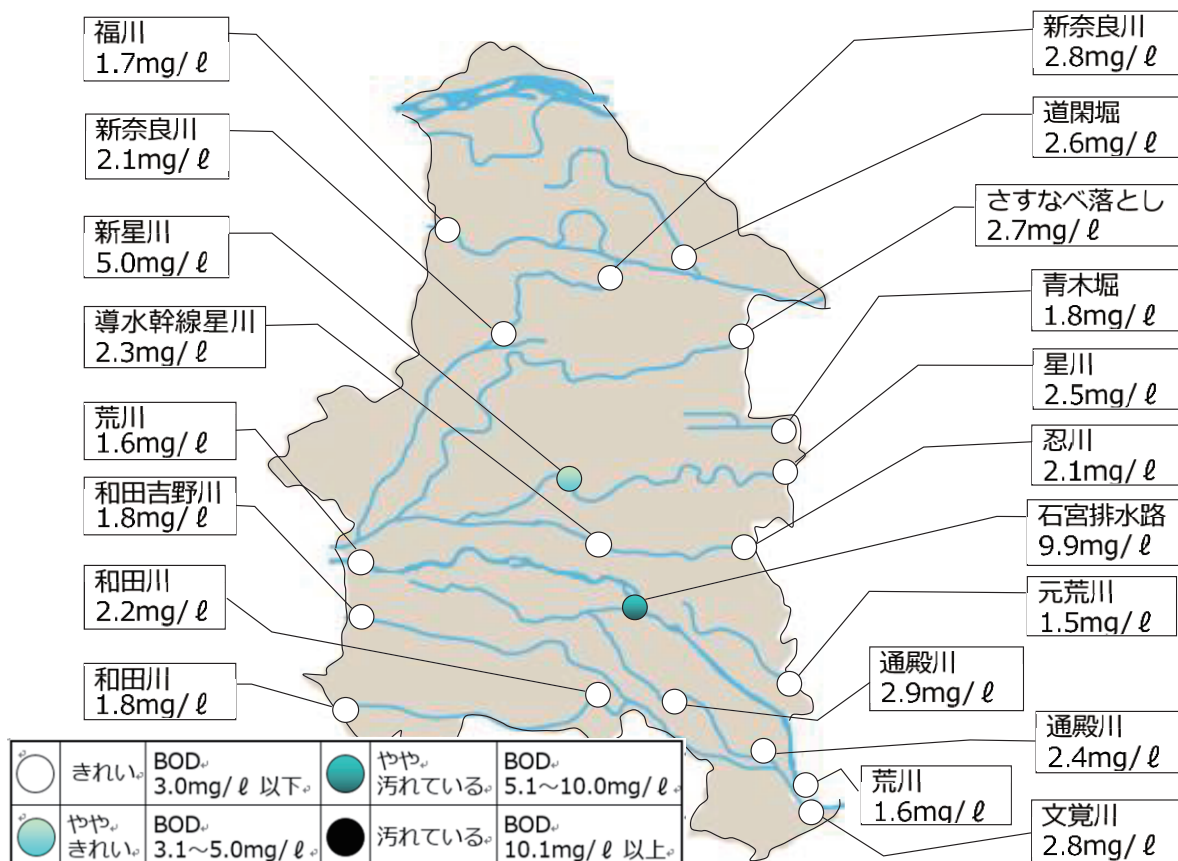 福川
1.7mg/ℓ
新奈良川
2.1mg/ℓ
新星川
5.0mg/ℓ
導水幹線星川
2.3mg/ℓ
荒川
1.6mg/ℓ
和田吉野川
1.8mg/ℓ
和田川
2.2mg/ℓ
和田川
1.8mg/ℓ
新奈良川
2.8mg/ℓ
道閑堀
2.6mg/ℓ
さすなべ落とし
2.7mg/ℓ
青木堀
1.8mg/ℓ
星川
2.5mg/ℓ
忍川
2.1mg/ℓ
石宮排水路
9.9mg/ℓ
元荒川
1.5mg/ℓ
通殿川
2.9mg/ℓ
通殿川
2.4mg/ℓ
荒川
1.6mg/ℓ
文覚川
2.8mg/ℓ
きれい
BOD
3.0mg/ℓ 以下
やや
汚れている
BOD
5.1～10.0mg/ℓ
やや
きれい
BOD
3.1～5.0mg/ℓ
汚れている
BOD
10.1mg/ℓ 以上